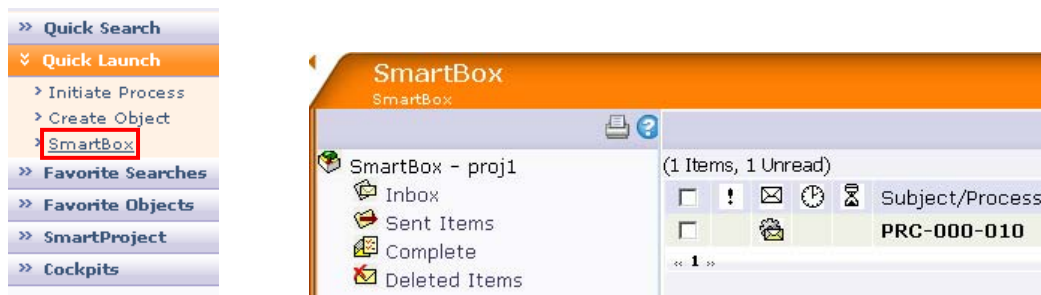 Quick Search
Quick Launch
Initiate Process
Create Object
SmartBox
Favorite Searches
Favorite Objects
SmartProject
Cockpits
SmartBox
SmartBox
SmartBox - proj1
Inbox
Sent Items
Complete
Deleted Items
(1 Items, 1 Unread)
Subject/Process
PRC-000-010
« 1 »